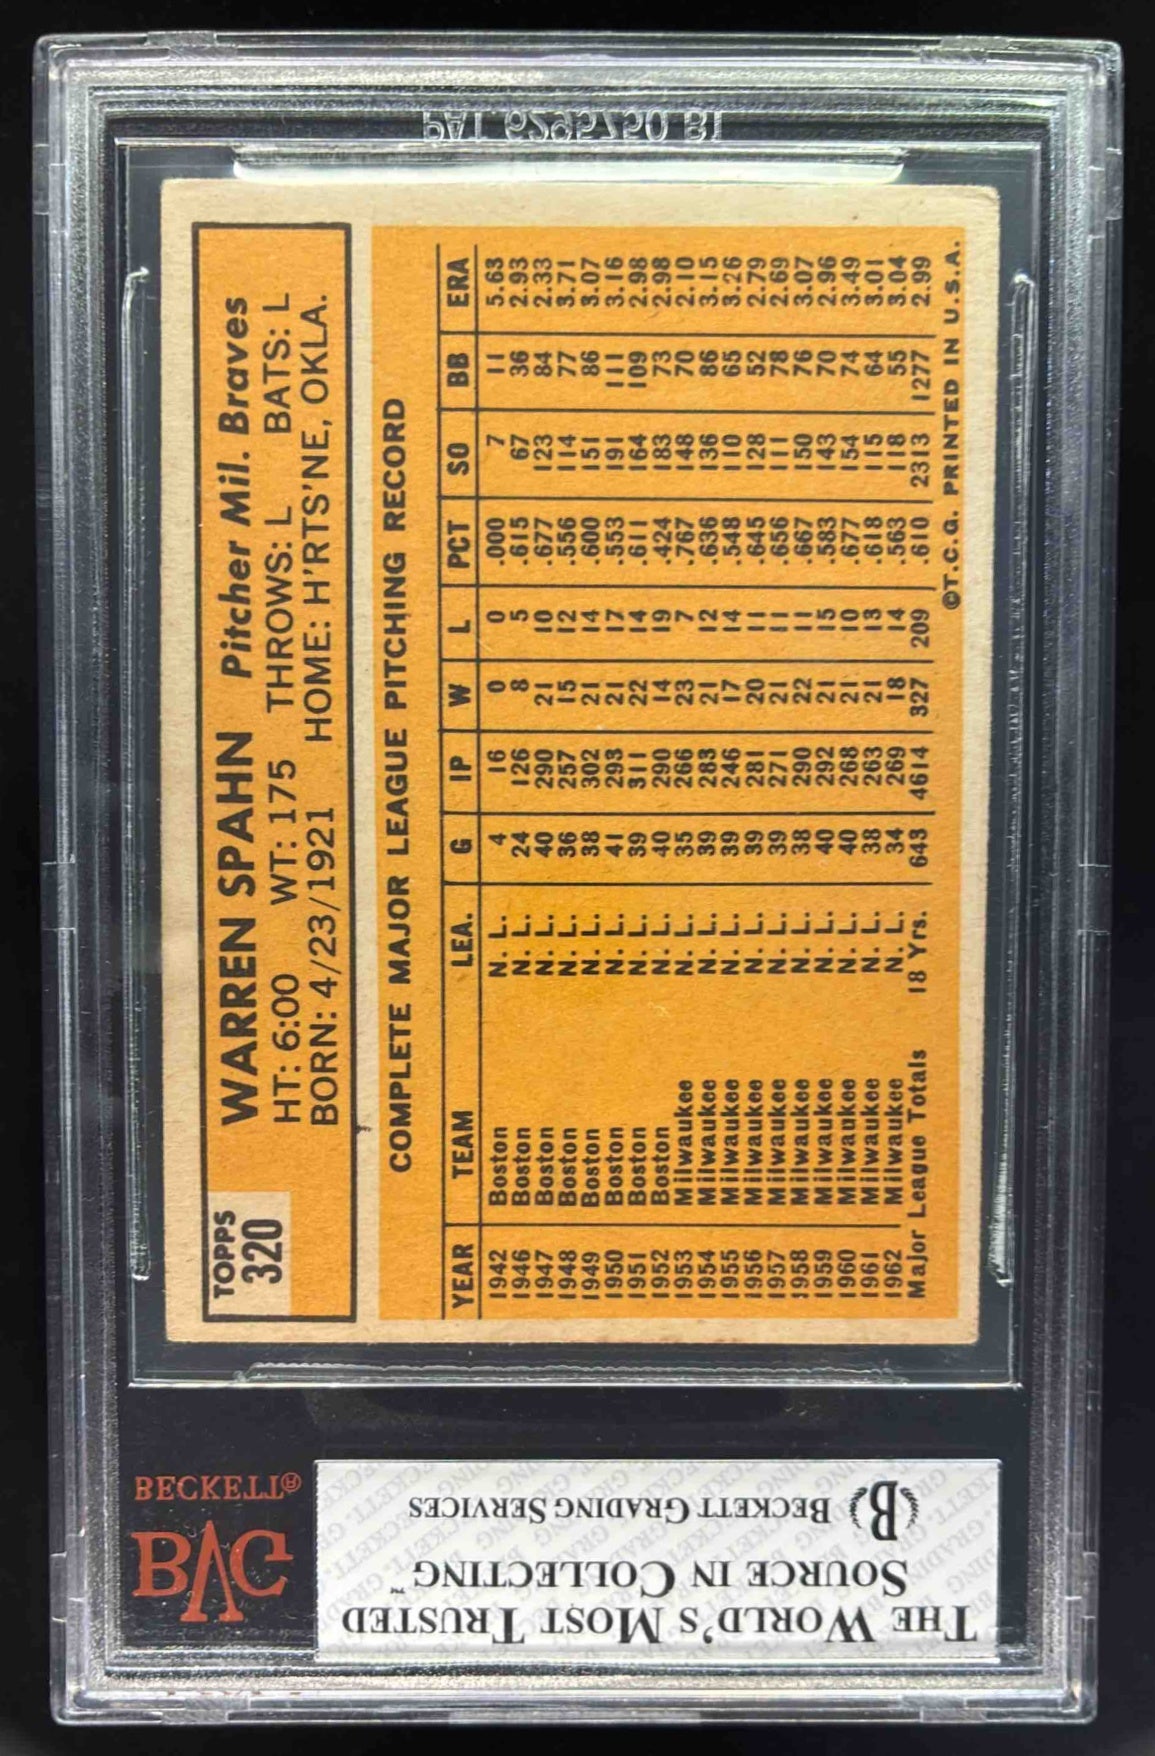 PAT. 6295750 B1
TOPPS
320
WARREN SPAHN Pitcher Mil. Braves
HT: 6:00 WT: 175 THROWS: L BATS: L
BORN: 4/23/1921 HOME: H'RTS'NE, OKLA.
COMPLETE MAJOR LEAGUE PITCHING RECORD
YEAR TEAM LEA. G IP W L PCT SO BB ERA
1942 Boston N. L. 4 16 0 0 .000 7 11 5.63
1946 Boston N. L. 24 126 8 5 .615 67 36 2.93
1947 Boston N. L. 40 290 21 10 .677 123 84 2.33
1948 Boston N. L. 36 257 15 12 .556 114 77 3.71
1949 Boston N. L. 38 302 21 14 .600 151 86 3.07
1950 Boston N. L. 41 293 21 17 .553 191 111 3.16
1951 Boston N. L. 39 311 22 14 .611 164 109 2.98
1952 Boston N. L. 40 290 14 19 .424 183 73 2.98
1953 Milwaukee N. L. 35 266 23 7 .767 148 70 2.10
1954 Milwaukee N. L. 39 283 21 12 .636 136 86 3.15
1955 Milwaukee N. L. 39 246 17 14 .548 110 65 3.26
1956 Milwaukee N. L. 39 281 20 11 .645 128 52 2.79
1957 Milwaukee N. L. 39 271 21 11 .656 111 78 2.69
1958 Milwaukee N. L. 38 290 22 11 .667 150 76 3.07
1959 Milwaukee N. L. 40 292 21 15 .583 143 70 2.96
1960 Milwaukee N. L. 40 268 21 10 .677 154 74 3.49
1961 Milwaukee N. L. 38 263 21 13 .618 115 64 3.01
1962 Milwaukee N. L. 34 269 18 14 .563 118 55 3.04
Major League Totals 18 Yrs. 643 4614 327 209 .610 2313 1277 2.99
©T.C.G. PRINTED IN U.S.A.
THE WORLD'S MOST TRUSTED
SOURCE IN COLLECTING™
B BECKETT GRADING SERVICES
BECKETT®
BVG